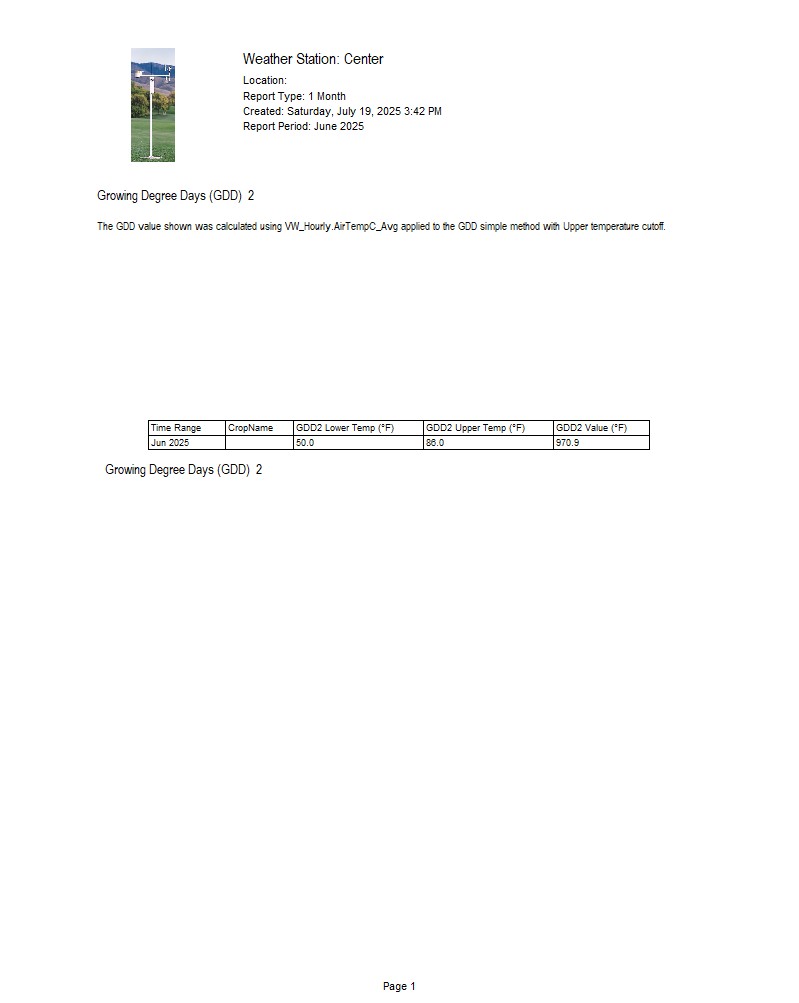 Weather Station: Center
Location:
Report Type: 1 Month
Created: Saturday, July 19, 2025 3:42 PM
Report Period: June 2025
Growing Degree Days (GDD) 2
The GDD value shown was calculated using VW_Hourly.AirTempC_Avg applied to the GDD simple method with Upper temperature cutoff.
Time Range CropName GDD2 Lower Temp (°F) GDD2 Upper Temp (°F) GDD2 Value (°F)
Jun 2025 50.0 86.0 970.9
Growing Degree Days (GDD) 2
Page 1